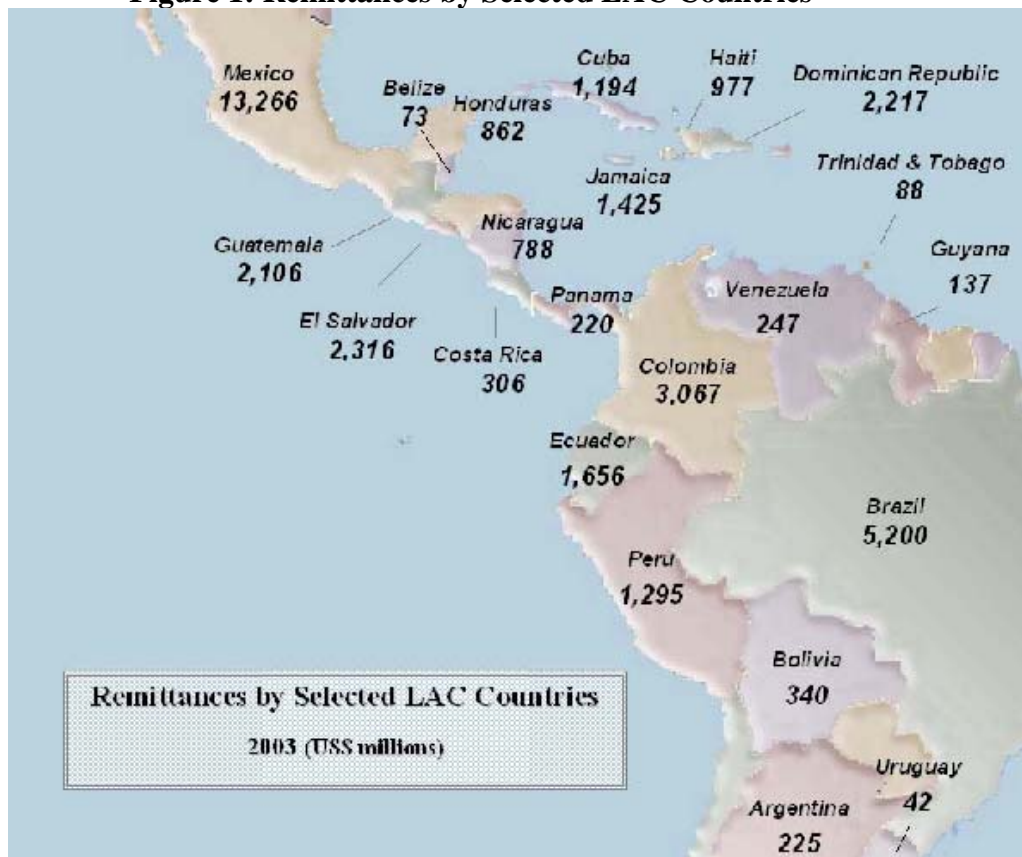 Figure 1: Remittances by Selected LAC Countries
Mexico
13,266
Belize
73
Honduras
862
Cuba
1,194
Haiti
977
Dominican Republic
2,217
Jamaica
1,425
Trinidad & Tobago
88
Guatemala
2,106
Nicaragua
788
Guyana
137
El Salvador
2,316
Panama
220
Venezuela
247
Costa Rica
306
Colombia
3,067
Ecuador
1,656
Brazil
5,200
Peru
1,295
Bolivia
340
Remittances by Selected LAC Countries
2003 (US$ millions)
Uruguay
42
Argentina
225